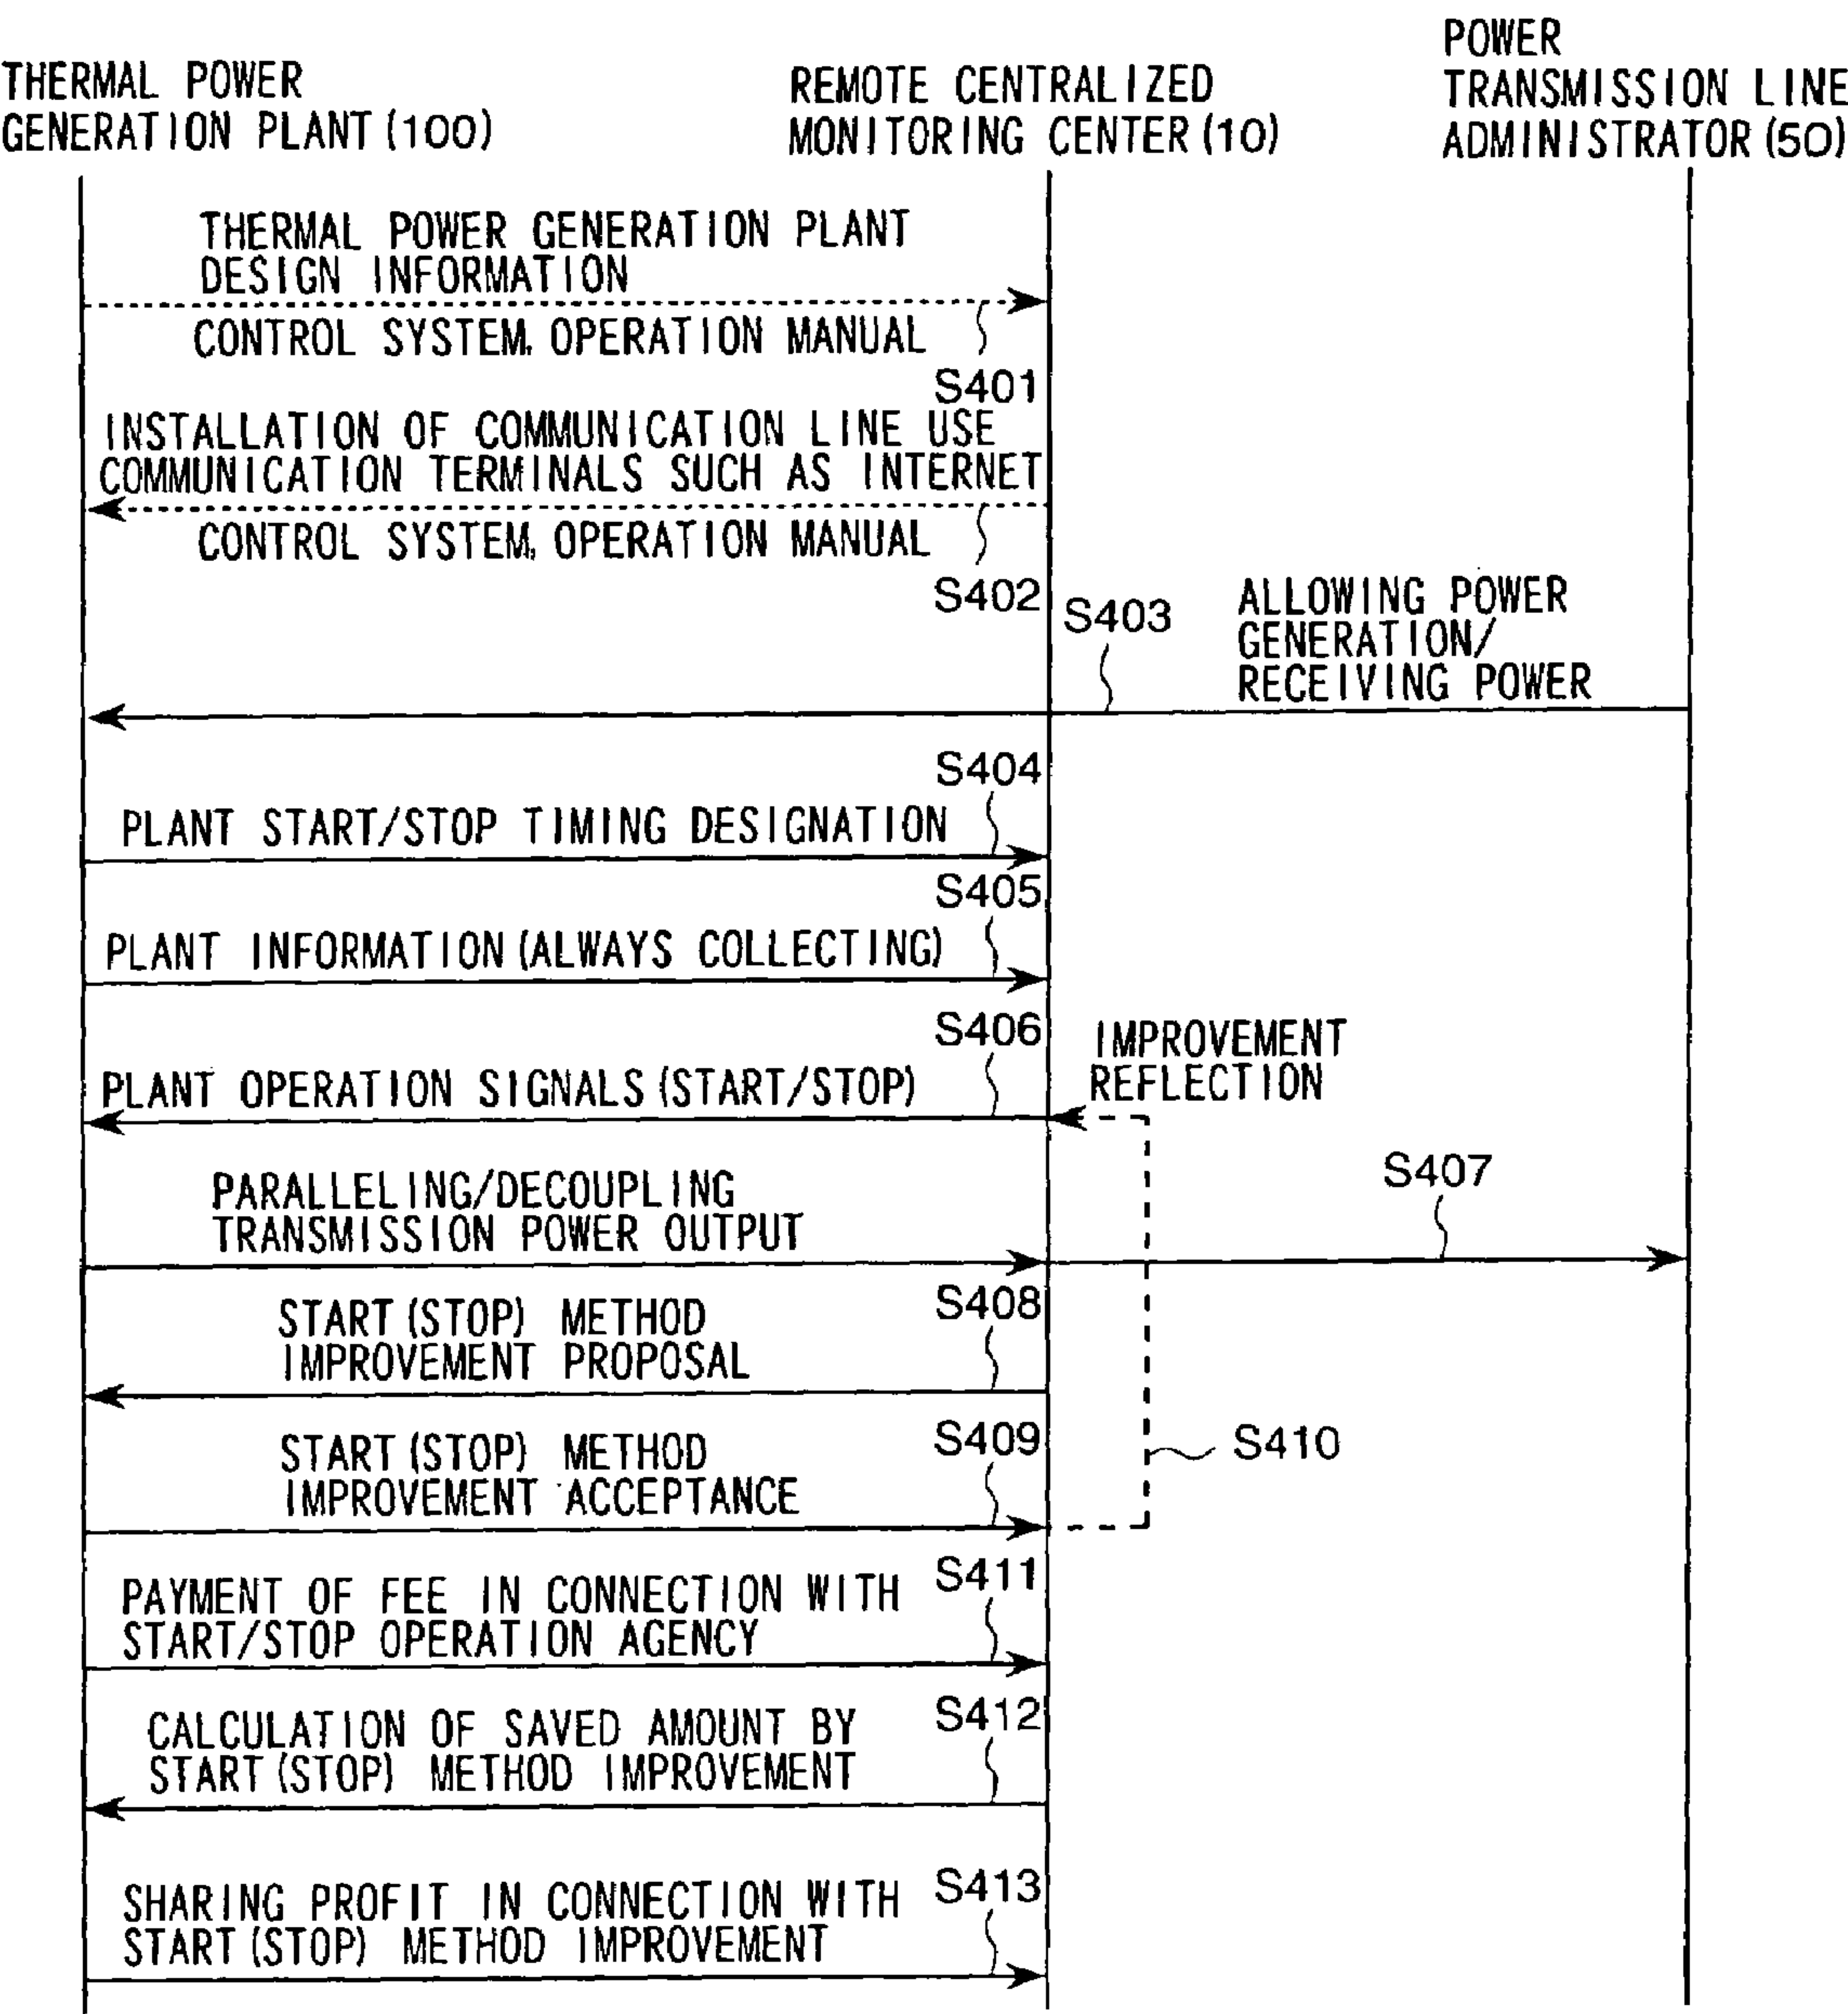 THERMAL POWER
GENERATION PLANT(100)
REMOTE CENTRALIZED
MONITORING CENTER(10)
POWER
TRANSMISSION LINE
ADMINISTRATOR(50)
THERMAL POWER GENERATION PLANT
DESIGN INFORMATION
CONTROL SYSTEM, OPERATION MANUAL
S401
INSTALLATION OF COMMUNICATION LINE USE
COMMUNICATION TERMINALS SUCH AS INTERNET
CONTROL SYSTEM, OPERATION MANUAL
S402
S403
ALLOWING POWER
GENERATION/
RECEIVING POWER
S404
PLANT START/STOP TIMING DESIGNATION
S405
PLANT INFORMATION(ALWAYS COLLECTING)
S406
PLANT OPERATION SIGNALS(START/STOP)
IMPROVEMENT
REFLECTION
PARALLELING/DECOUPLING
TRANSMISSION POWER OUTPUT
S407
START(STOP) METHOD
IMPROVEMENT PROPOSAL
S408
START(STOP) METHOD
IMPROVEMENT ACCEPTANCE
S409
S410
PAYMENT OF FEE IN CONNECTION WITH
START/STOP OPERATION AGENCY
S411
CALCULATION OF SAVED AMOUNT BY
START(STOP) METHOD IMPROVEMENT
S412
SHARING PROFIT IN CONNECTION WITH
START(STOP) METHOD IMPROVEMENT
S413